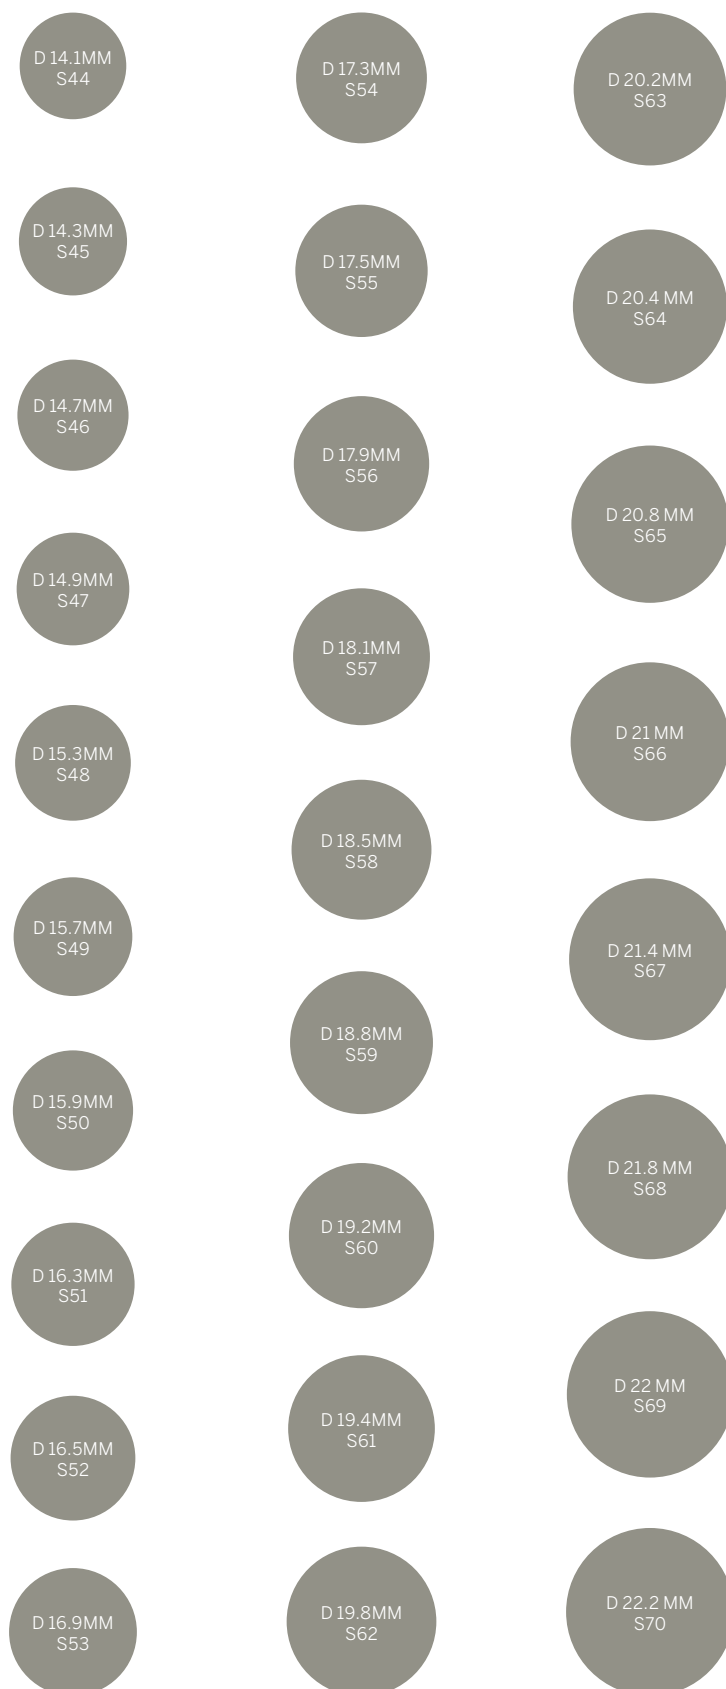 D 14.1MM
S44
D 14.3MM
S45
D 14.7MM
S46
D 14.9MM
S47
D 15.3MM
S48
D 15.7MM
S49
D 15.9MM
S50
D 16.3MM
S51
D 16.5MM
S52
D 16.9MM
S53
D 17.3MM
S54
D 17.5MM
S55
D 17.9MM
S56
D 18.1MM
S57
D 18.5MM
S58
D 18.8MM
S59
D 19.2MM
S60
D 19.4MM
S61
D 19.8MM
S62
D 20.2MM
S63
D 20.4 MM
S64
D 20.8 MM
S65
D 21 MM
S66
D 21.4 MM
S67
D 21.8 MM
S68
D 22 MM
S69
D 22.2 MM
S70